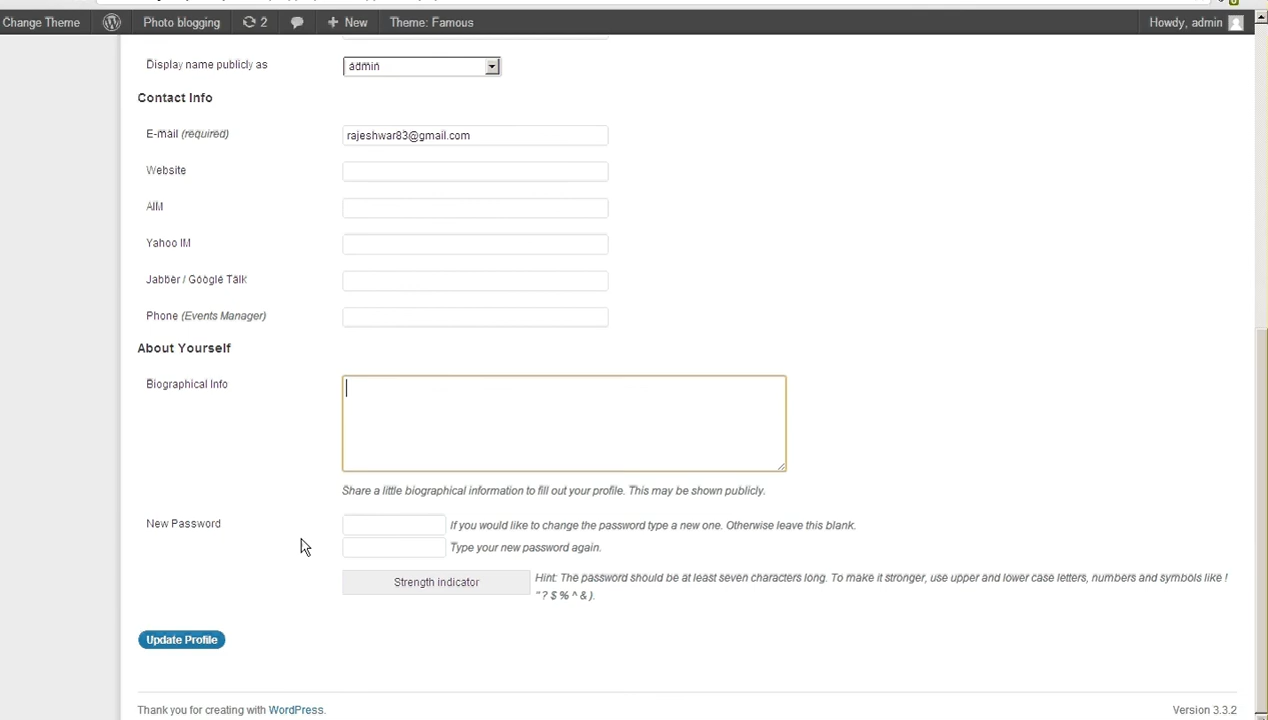 Change Theme Photo blogging 2 + New Theme: Famous Howdy, admin
Display name publicly as admin
Contact Info
E-mail (required) rajeshwar83@gmail.com
Website
AIM
Yahoo IM
Jabber / Google Talk
Phone (Events Manager)
About Yourself
Biographical Info
Share a little biographical information to fill out your profile. This may be shown publicly.
New Password If you would like to change the password type a new one. Otherwise leave this blank.
Type your new password again.
Strength indicator Hint: The password should be at least seven characters long. To make it stronger, use upper and lower case letters, numbers and symbols like !
" ? $ % ^ & ).
Update Profile
Thank you for creating with WordPress. Version 3.3.2